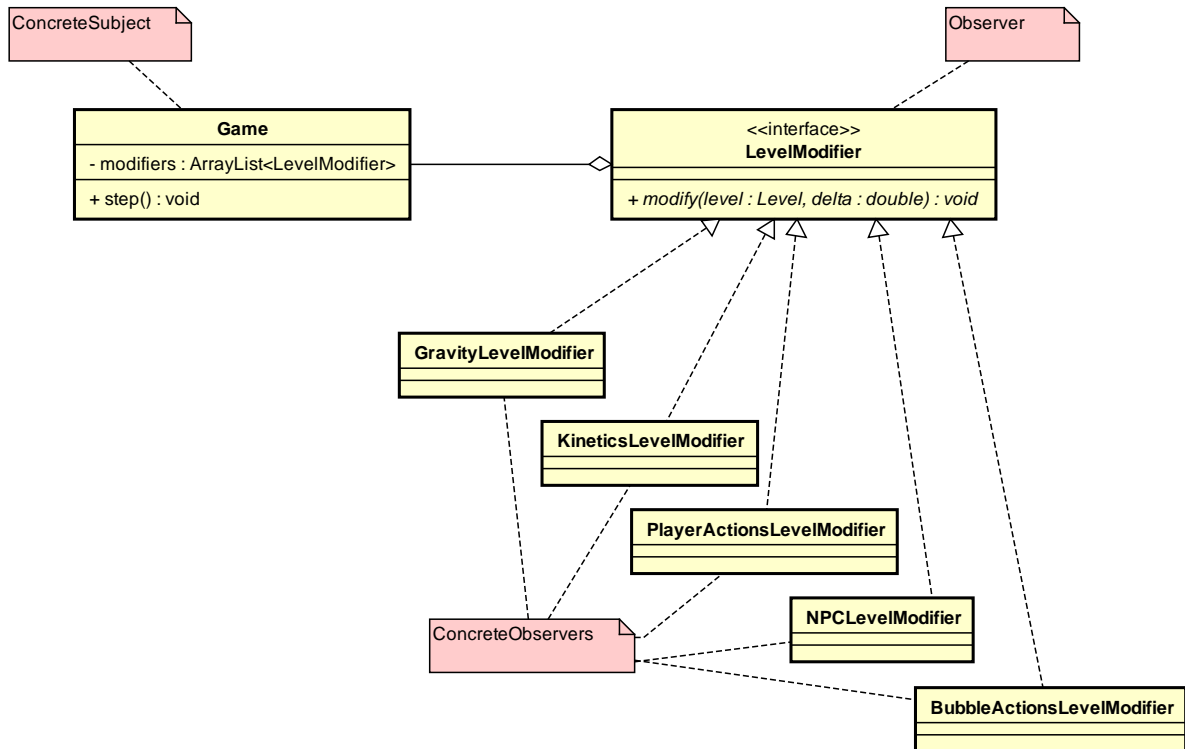 ConcreteSubject
Observer
Game
- modifiers : ArrayList<LevelModifier>
+ step() : void
<<interface>>
LevelModifier
+ modify(level : Level, delta : double) : void
GravityLevelModifier
KineticsLevelModifier
PlayerActionsLevelModifier
NPCLevelModifier
ConcreteObservers
BubbleActionsLevelModifier